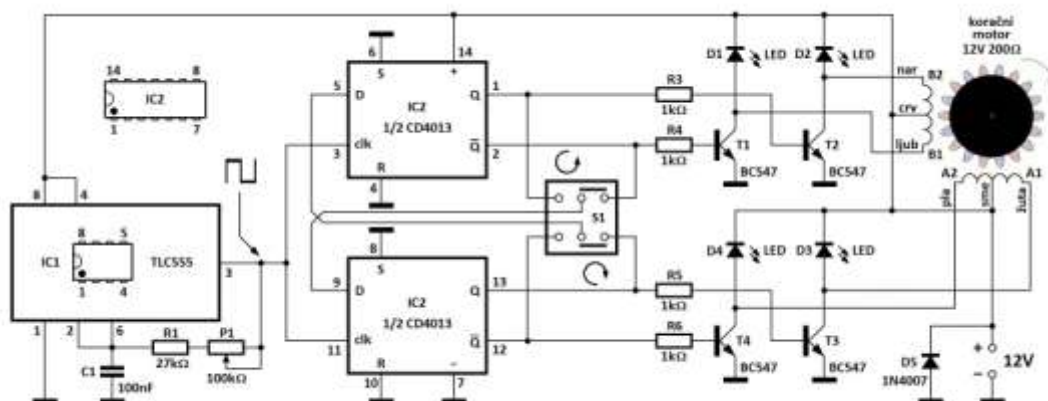 6
14
koračni
motor
12V 200Ω
D1
LED
D2
LED
nar
B2
14
8
IC2
1
7
5
S
+
1
D
Q
IC2
1/2 CD4013
R3
1kΩ
crv
clk
Q
3
2
R
4
R4
1kΩ
T1
BC547
T2
BC547
ljub
B1
8
4
S1
A2
A1
pla
sme
žuta
8
5
IC1
TLC555
1
4
3
8
S
9
D
Q
13
IC2
1/2 CD4013
clk
Q
11
12
R
-
10
7
D4
LED
D3
LED
R5
1kΩ
R6
1kΩ
T4
BC547
T3
BC547
1
2
6
R1
27kΩ
P1
100kΩ
C1
100nF
D5
1N4007
+
12V
-